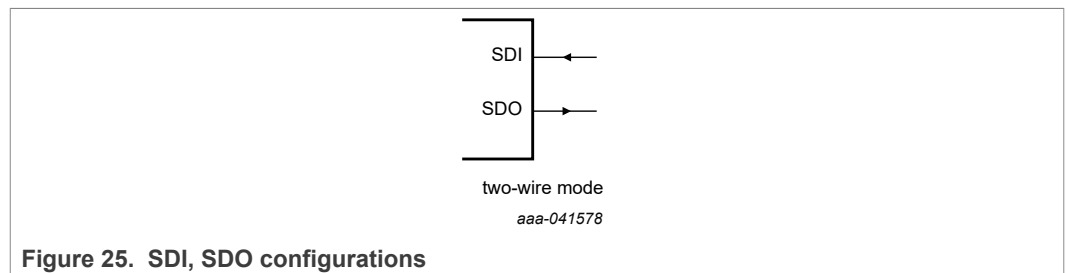 SDI
SDO
two-wire mode
aaa-041578
Figure 25. SDI, SDO configurations